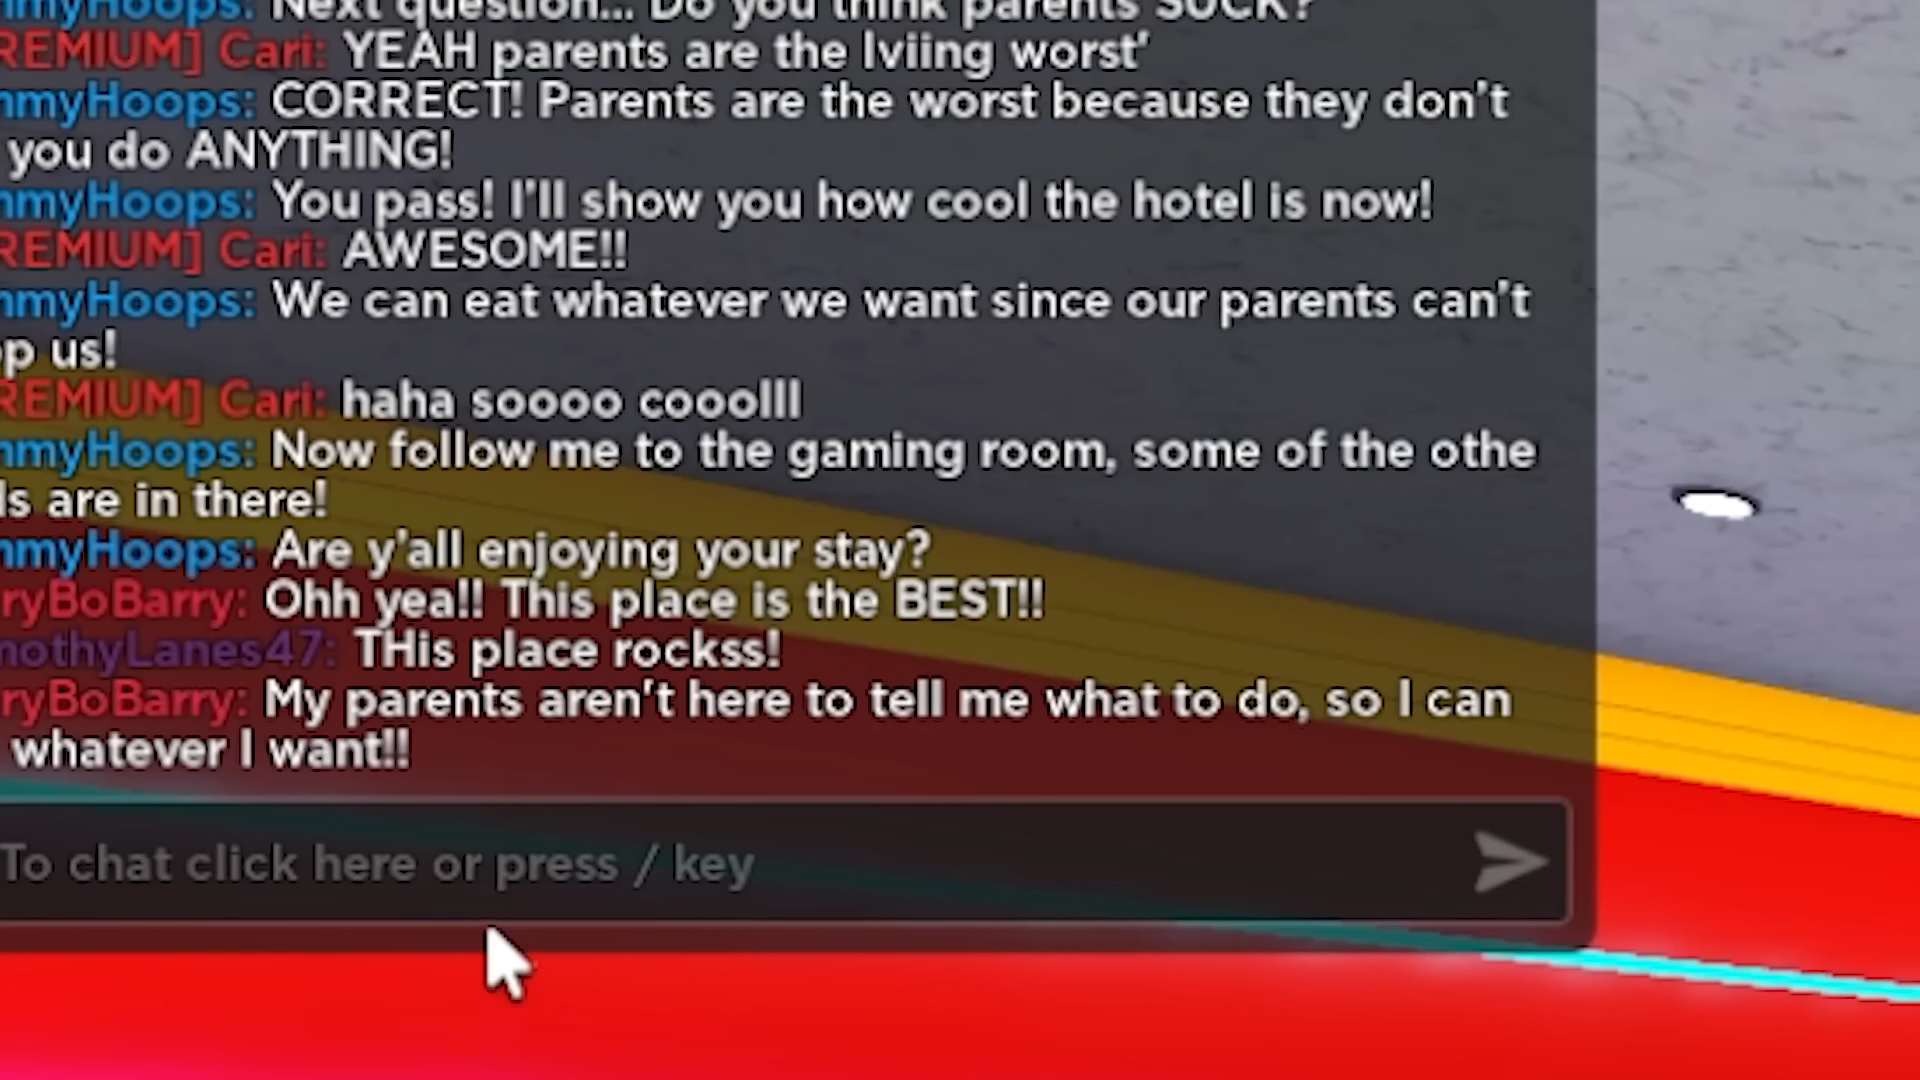 mmyHoops: Next question... Do you think parents SUCK?
REMIUM] Cari: YEAH parents are the lviing worst'
mmyHoops: CORRECT! Parents are the worst because they don't
you do ANYTHING!
mmyHoops: You pass! I'll show you how cool the hotel is now!
REMIUM] Cari: AWESOME!!
mmyHoops: We can eat whatever we want since our parents can't
op us!
REMIUM] Cari: haha soooo cooolll
mmyHoops: Now follow me to the gaming room, some of the othe
ds are in there!
mmyHoops: Are y'all enjoying your stay?
ryBoBarry: Ohh yea!! This place is the BEST!!
mothyLanes47: THis place rockss!
ryBoBarry: My parents aren't here to tell me what to do, so I can
whatever I want!!
To chat click here or press / key